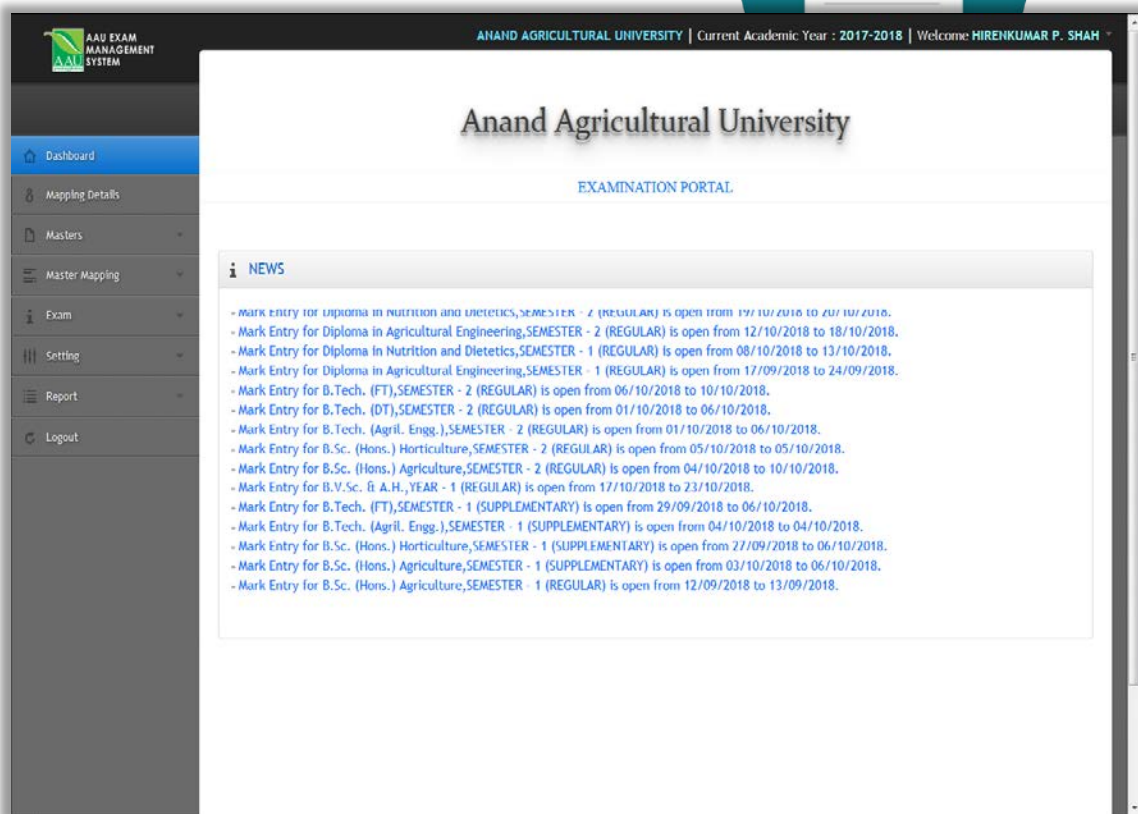 AAU EXAM
MANAGEMENT
SYSTEM
AAU
ANAND AGRICULTURAL UNIVERSITY | Current Academic Year : 2017-2018 | Welcome HIRENKUMAR P. SHAH
Anand Agricultural University
EXAMINATION PORTAL
Dashboard
Mapping Details
Masters
Master Mapping
Exam
Setting
Report
Logout
NEWS
- Mark Entry for Diploma in Nutrition and Dietetics,SEMESTER - 2 (REGULAR) is open from 19/10/2018 to 20/10/2018.
- Mark Entry for Diploma in Agricultural Engineering,SEMESTER - 2 (REGULAR) is open from 12/10/2018 to 18/10/2018.
- Mark Entry for Diploma in Nutrition and Dietetics,SEMESTER - 1 (REGULAR) is open from 08/10/2018 to 13/10/2018.
- Mark Entry for Diploma in Agricultural Engineering,SEMESTER - 1 (REGULAR) is open from 17/09/2018 to 24/09/2018.
- Mark Entry for B.Tech. (FT),SEMESTER - 2 (REGULAR) is open from 06/10/2018 to 10/10/2018.
- Mark Entry for B.Tech. (DT),SEMESTER - 2 (REGULAR) is open from 01/10/2018 to 06/10/2018.
- Mark Entry for B.Tech. (Agril. Engg.),SEMESTER - 2 (REGULAR) is open from 01/10/2018 to 06/10/2018.
- Mark Entry for B.Sc. (Hons.) Horticulture,SEMESTER - 2 (REGULAR) is open from 05/10/2018 to 05/10/2018.
- Mark Entry for B.Sc. (Hons.) Agriculture,SEMESTER - 2 (REGULAR) is open from 04/10/2018 to 10/10/2018.
- Mark Entry for B.V.Sc. & A.H.,YEAR - 1 (REGULAR) is open from 17/10/2018 to 23/10/2018.
- Mark Entry for B.Tech. (FT),SEMESTER - 1 (SUPPLEMENTARY) is open from 29/09/2018 to 06/10/2018.
- Mark Entry for B.Tech. (Agril. Engg.),SEMESTER - 1 (SUPPLEMENTARY) is open from 04/10/2018 to 04/10/2018.
- Mark Entry for B.Sc. (Hons.) Horticulture,SEMESTER - 1 (SUPPLEMENTARY) is open from 27/09/2018 to 06/10/2018.
- Mark Entry for B.Sc. (Hons.) Agriculture,SEMESTER - 1 (SUPPLEMENTARY) is open from 03/10/2018 to 06/10/2018.
- Mark Entry for B.Sc. (Hons.) Agriculture,SEMESTER - 1 (REGULAR) is open from 12/09/2018 to 13/09/2018.